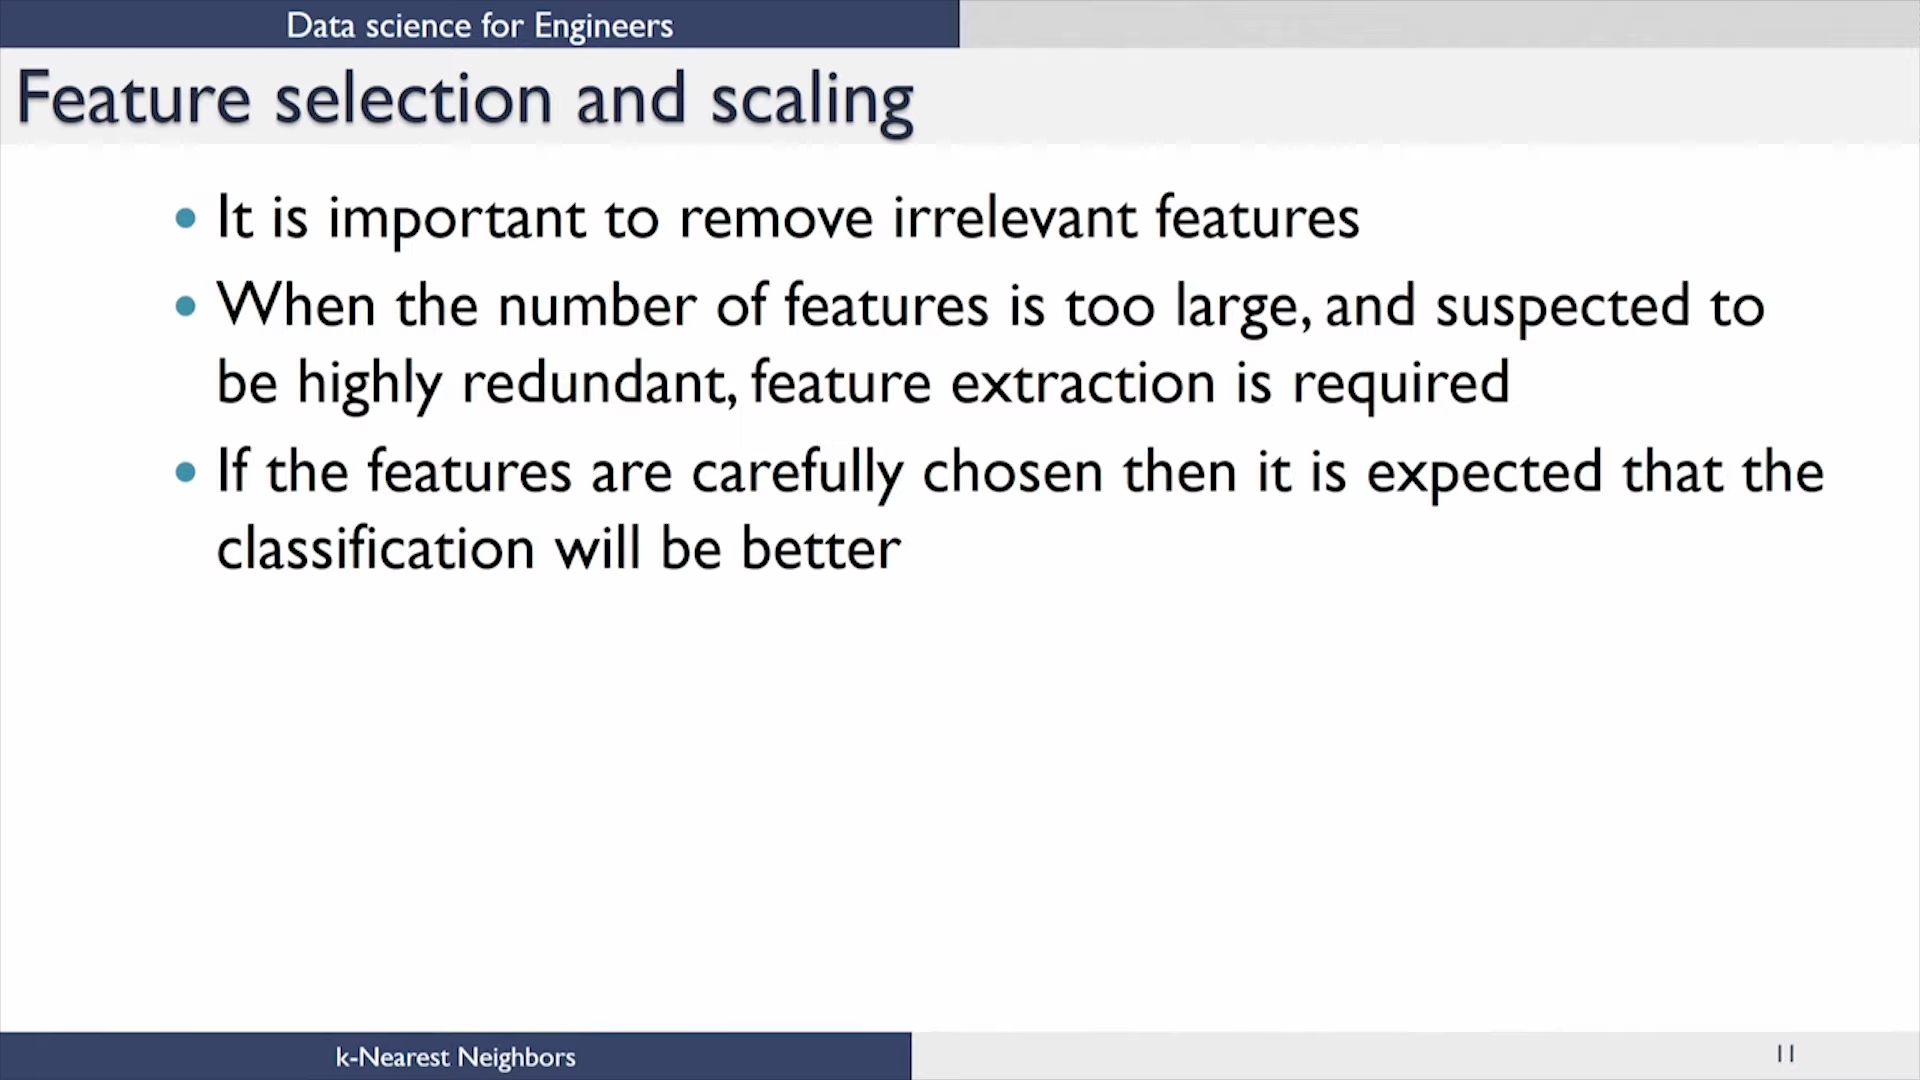 Data science for Engineers
Feature selection and scaling
• It is important to remove irrelevant features
• When the number of features is too large, and suspected to
be highly redundant, feature extraction is required
• If the features are carefully chosen then it is expected that the
classification will be better
k-Nearest Neighbors
11